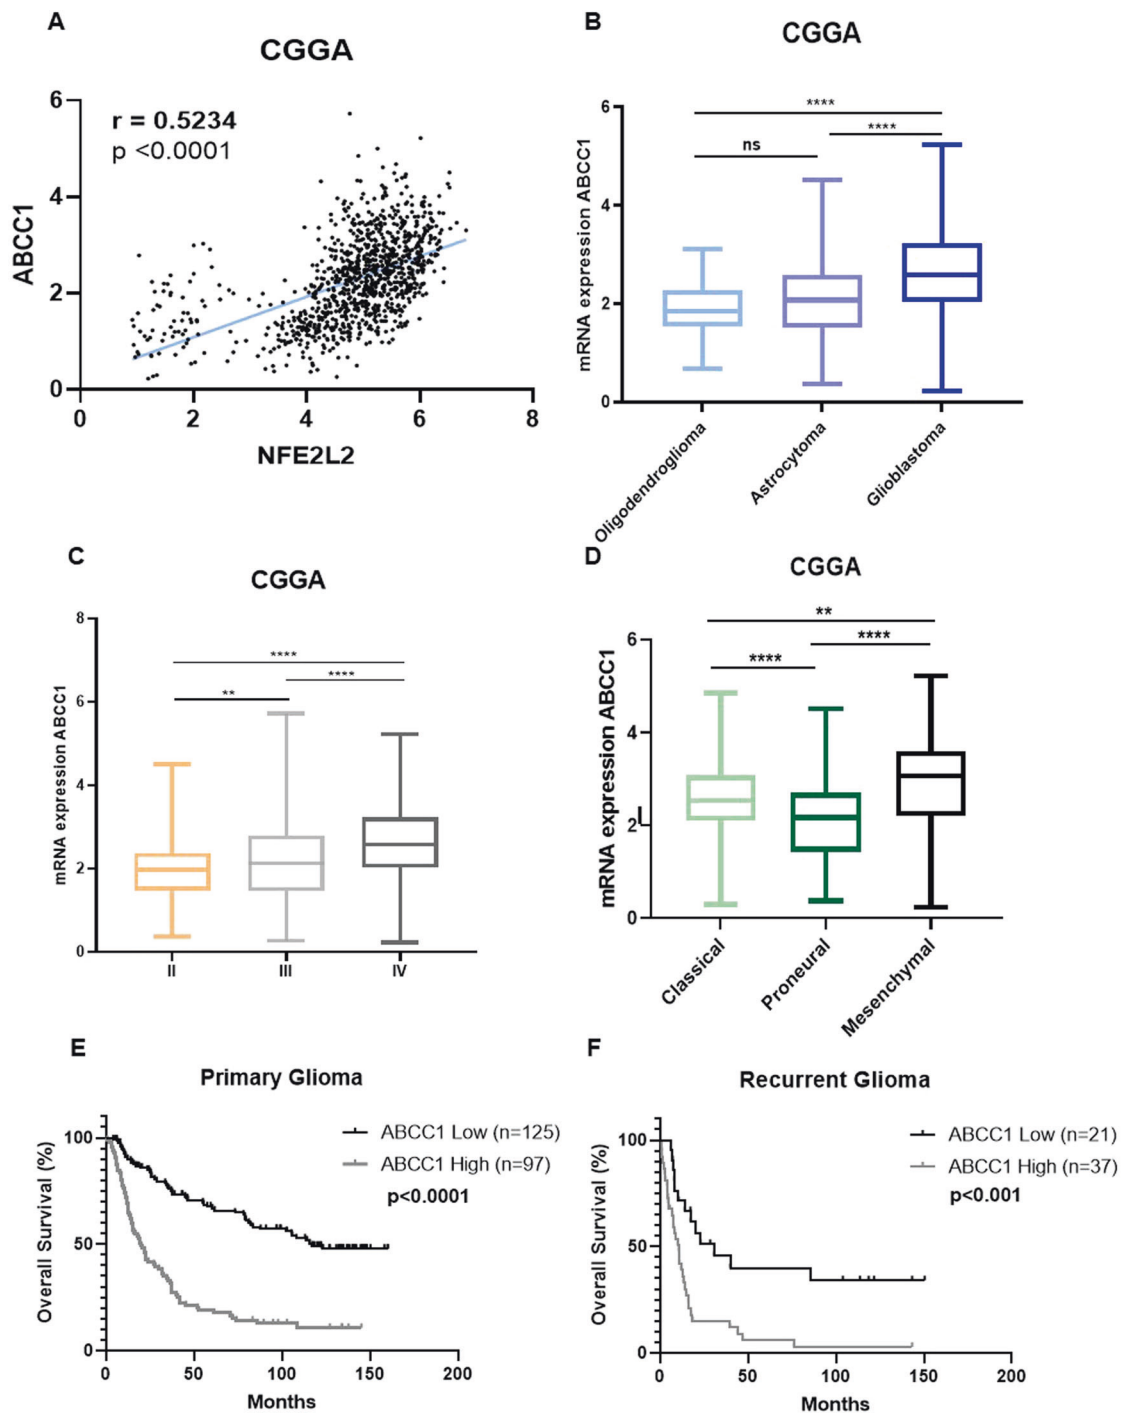 A
CGGA
r = 0.5234
p <0.0001
6
4
2
0
0 2 4 6 8
ABCC1
NFE2L2
B
CGGA
mRNA expression ABCC1
6
4
2
0
****
****
ns
Oligodendroglioma
Astrocytoma
Glioblastoma
C
CGGA
mRNA expression ABCC1
8
6
4
2
0
****
****
**
II III IV
D
CGGA
mRNA expression ABCC1
6
4
2
0
**
****
****
Classical
Proneural
Mesenchymal
E
Primary Glioma
ABCC1 Low (n=125)
ABCC1 High (n=97)
p<0.0001
Overall Survival (%)
100
50
0
0 50 100 150 200
Months
F
Recurrent Glioma
ABCC1 Low (n=21)
ABCC1 High (n=37)
p<0.001
Overall Survival (%)
100
50
0
0 50 100 150 200
Months